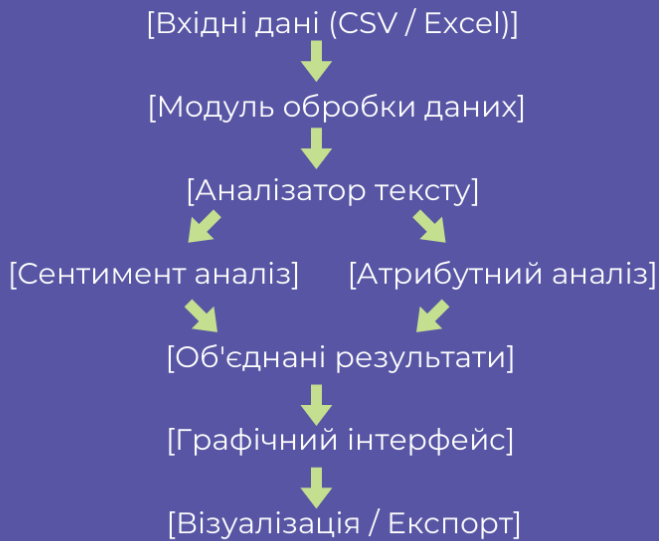 [Вхідні дані (CSV / Excel)]
[Модуль обробки даних]
[Аналізатор тексту]
[Сентимент аналіз] [Атрибутний аналіз]
[Об'єднані результати]
[Графічний інтерфейс]
[Візуалізація / Експорт]